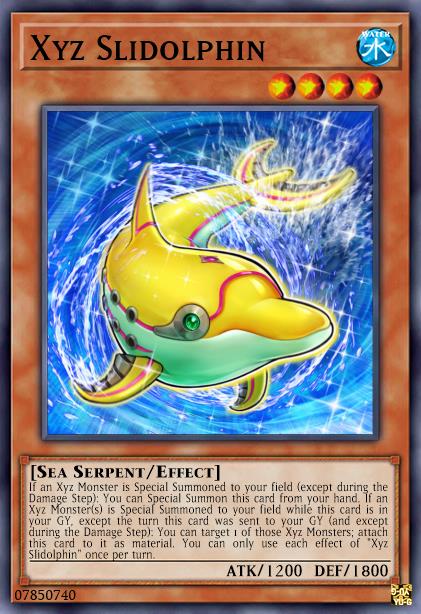 Xyz Slidolphin
WATER
水
[Sea Serpent/Effect]
If an Xyz Monster is Special Summoned to your field (except during the
Damage Step): You can Special Summon this card from your hand. If an
Xyz Monster(s) is Special Summoned to your field while this card is in
your GY, except the turn this card was sent to your GY (and except
during the Damage Step): You can target 1 of those Xyz Monsters; attach
this card to it as material. You can only use each effect of "Xyz
Slidolphin" once per turn.
ATK/1200 DEF/1800
07850740